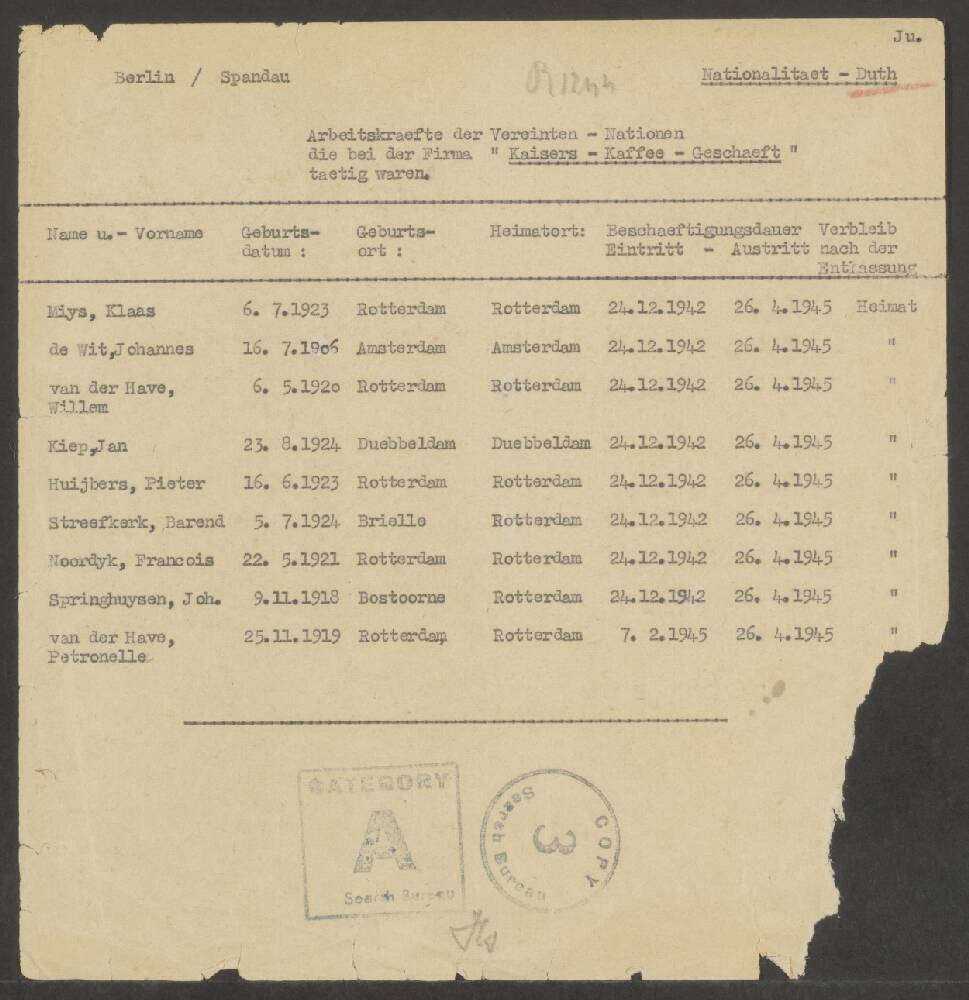 Ju.
Berlin / Spandau R 1244 Nationalitaet - Duth
Arbeitskraefte der Vereinten - Nationen
die bei der Firma " Kaisers - Kaffee - Geschaeft "
taetig waren.
Name u.- Vorname Geburts- Geburts- Heimatort: Beschaeftigungsdauer Verbleib
datum : ort : Eintritt - Austritt nach der
Entlassung
Miys, Klaas 6. 7.1923 Rotterdam Rotterdam 24.12.1942 26. 4.1945 Heimat
de Wit,Johannes 16. 7.1906 Amsterdam Amsterdam 24.12.1942 26. 4.1945 "
van der Have, 6. 5.1920 Rotterdam Rotterdam 24.12.1942 26. 4.1945 "
Willem
Kiep,Jan 23. 8.1924 Duebbeldam Duebbeldam 24.12.1942 26. 4.1945 "
Huijbers, Pieter 16. 6.1923 Rotterdam Rotterdam 24.12.1942 26. 4.1945 "
Streefkerk, Barend 5. 7.1924 Brielle Rotterdam 24.12.1942 26. 4.1945 "
Noordyk, Francois 22. 5.1921 Rotterdam Rotterdam 24.12.1942 26. 4.1945 "
Springhuysen, Joh. 9.11.1918 Bostoorne Rotterdam 24.12.1942 26. 4.1945 "
van der Have, 25.11.1919 Rotterdam Rotterdam 7. 2.1945 26. 4.1945 "
Petronelle
CATEGORY
A
Search Bureau
COPY
3
Search Bureau